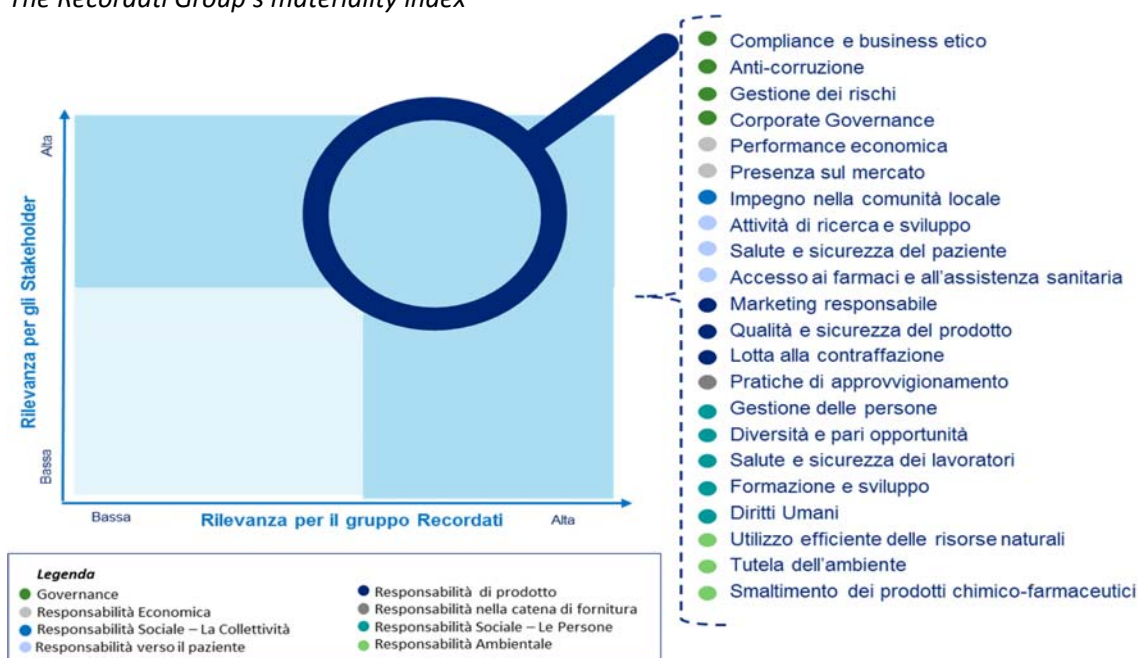 The Recordati Group's materiality index
Alta
Rilevanza per gli Stakeholder
Bassa
Bassa
Rilevanza per il gruppo Recordati
Alta
Compliance e business etico
Anti-corruzione
Gestione dei rischi
Corporate Governance
Performance economica
Presenza sul mercato
Impegno nella comunità locale
Attività di ricerca e sviluppo
Salute e sicurezza del paziente
Accesso ai farmaci e all'assistenza sanitaria
Marketing responsabile
Qualità e sicurezza del prodotto
Lotta alla contraffazione
Pratiche di approvvigionamento
Gestione delle persone
Diversità e pari opportunità
Salute e sicurezza dei lavoratori
Formazione e sviluppo
Diritti Umani
Utilizzo efficiente delle risorse naturali
Tutela dell'ambiente
Smaltimento dei prodotti chimico-farmaceutici
Legenda
Governance
Responsabilità Economica
Responsabilità Sociale – La Collettività
Responsabilità verso il paziente
Responsabilità di prodotto
Responsabilità nella catena di fornitura
Responsabilità Sociale – Le Persone
Responsabilità Ambientale